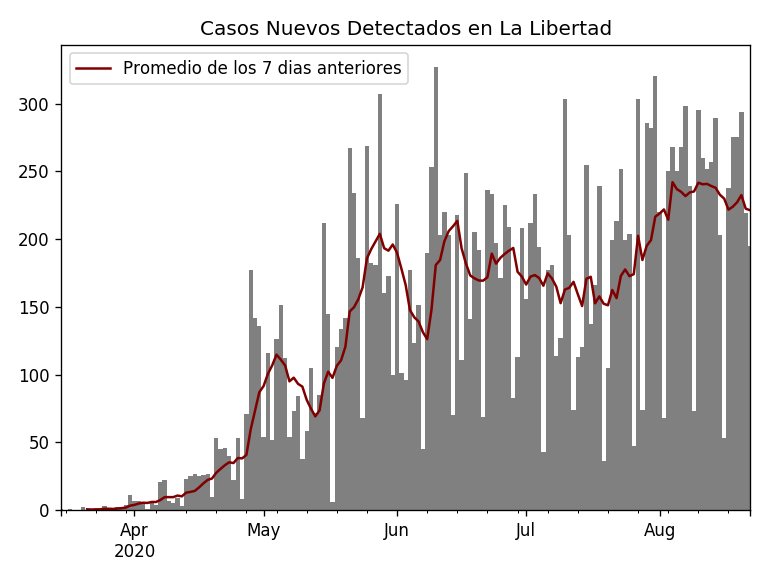 Casos Nuevos Detectados en La Libertad
Promedio de los 7 dias anteriores
300
250
200
150
100
50
0
Apr May Jun Jul Aug
2020